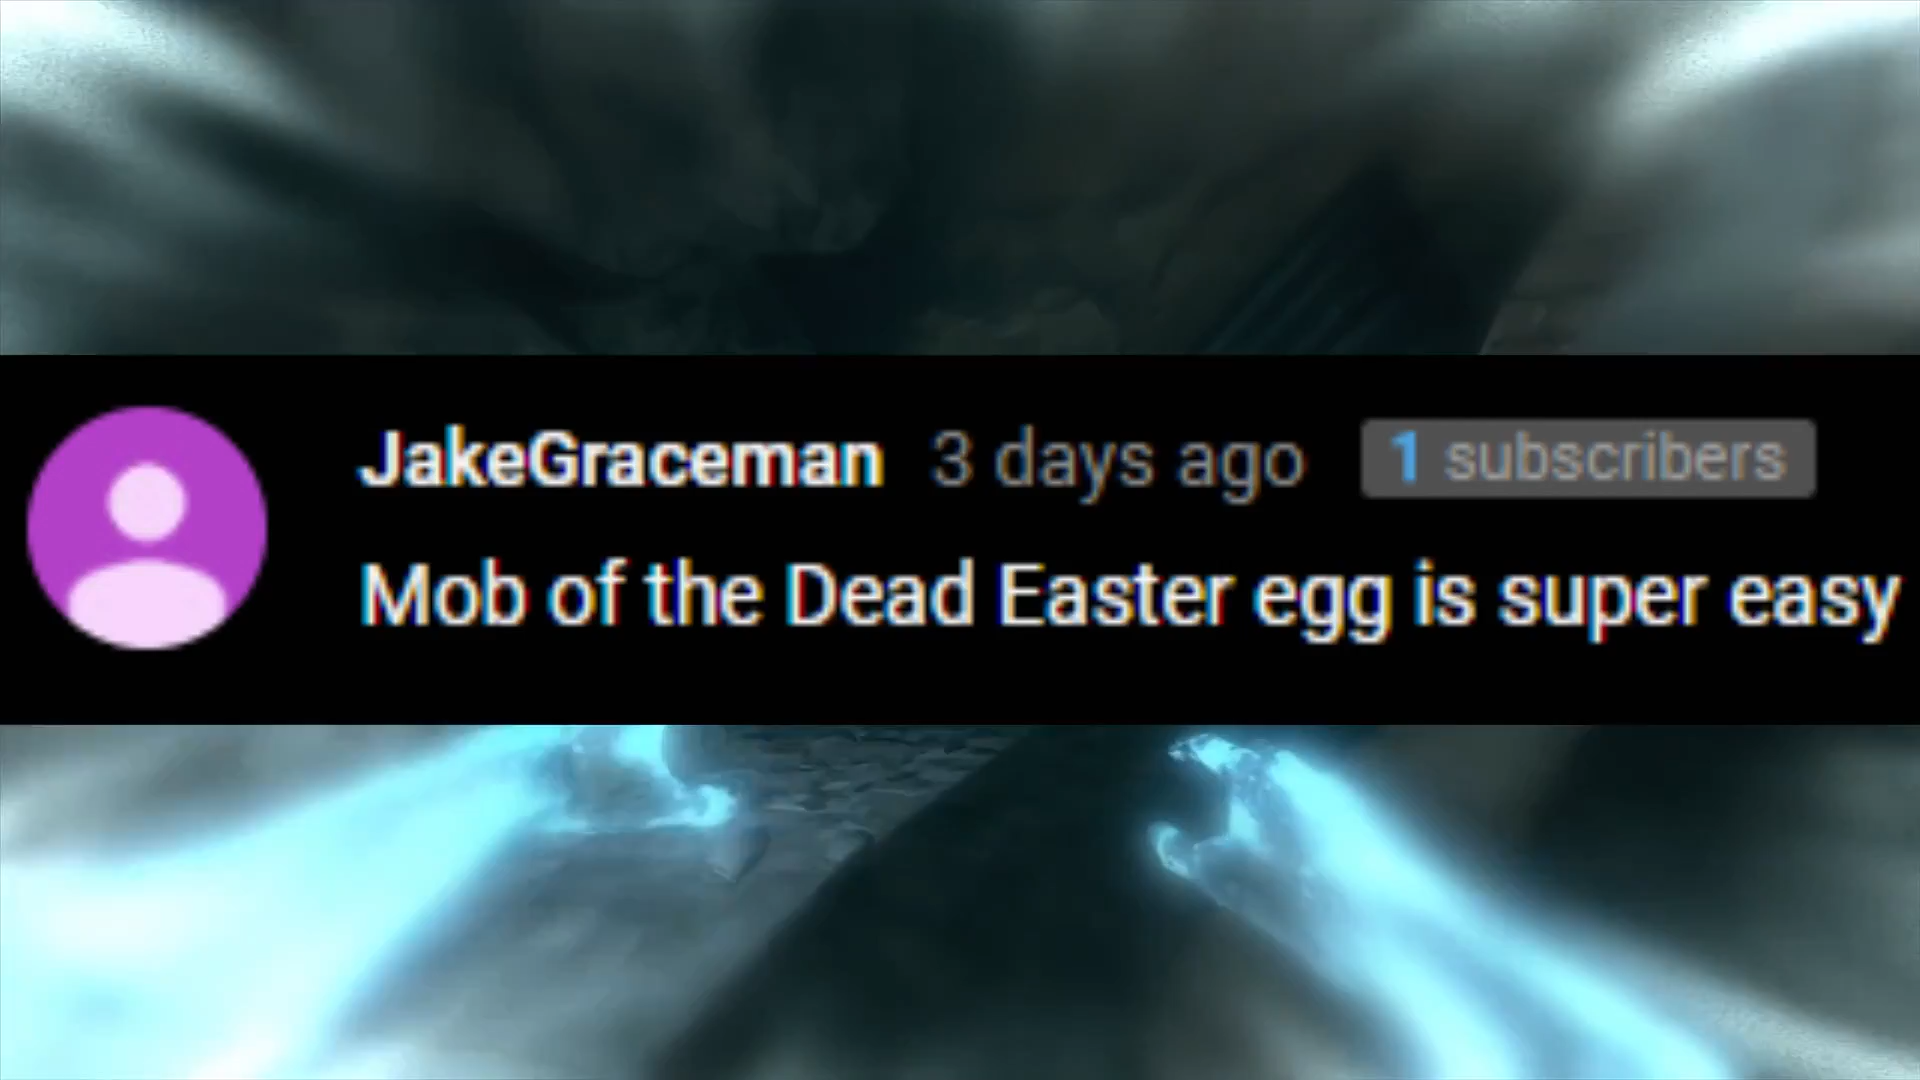 JakeGraceman 3 days ago 1 subscribers
Mob of the Dead Easter egg is super easy